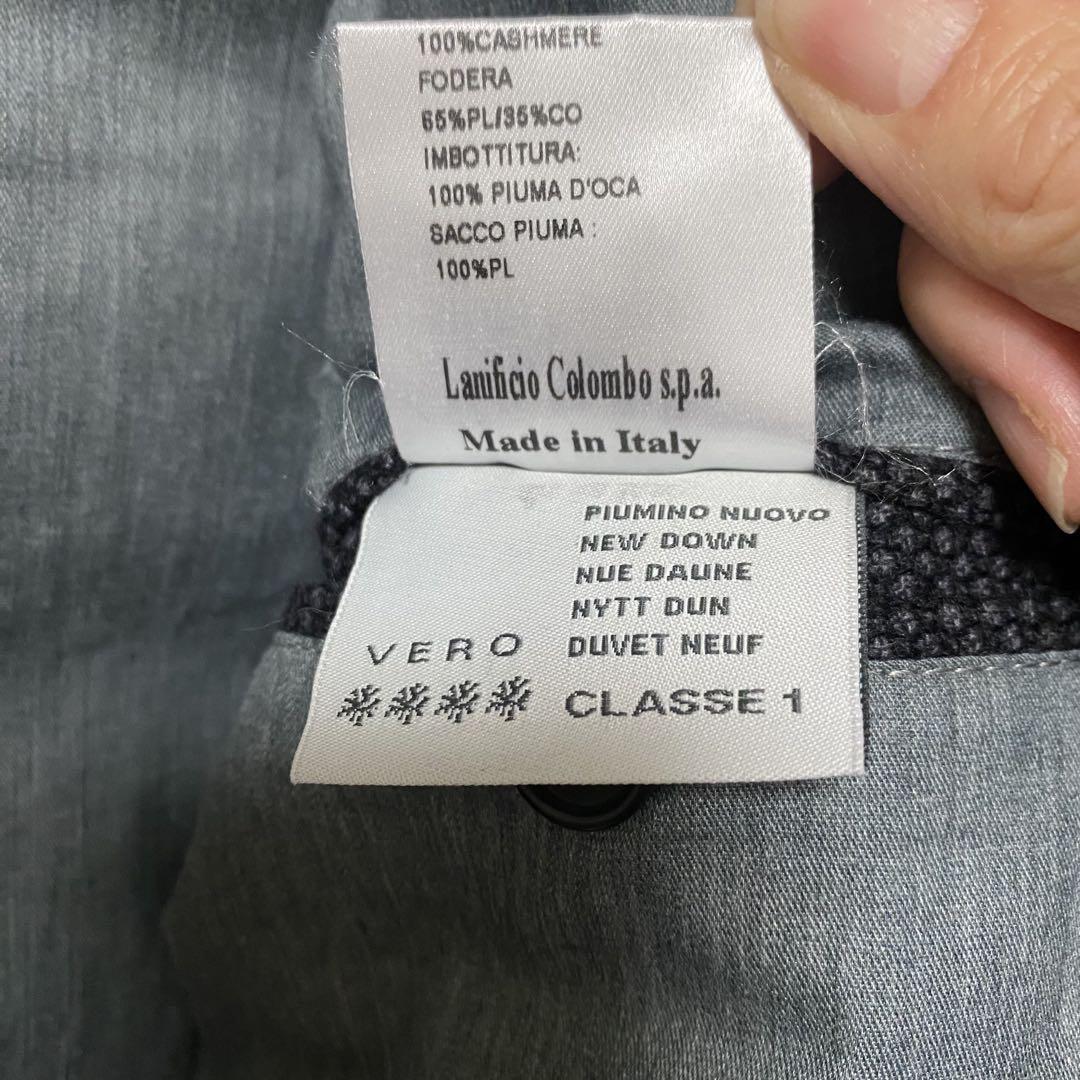 100%CASHMERE
FODERA
65%PL/35%CO
IMBOTTITURA:
100% PIUMA D'OCA
SACCO PIUMA :
100%PL
Lanificio Colombo s.p.a.
Made in Italy
PIUMINO NUOVO
NEW DOWN
NUE DAUNE
NYTT DUN
VERO DUVET NEUF
CLASSE 1